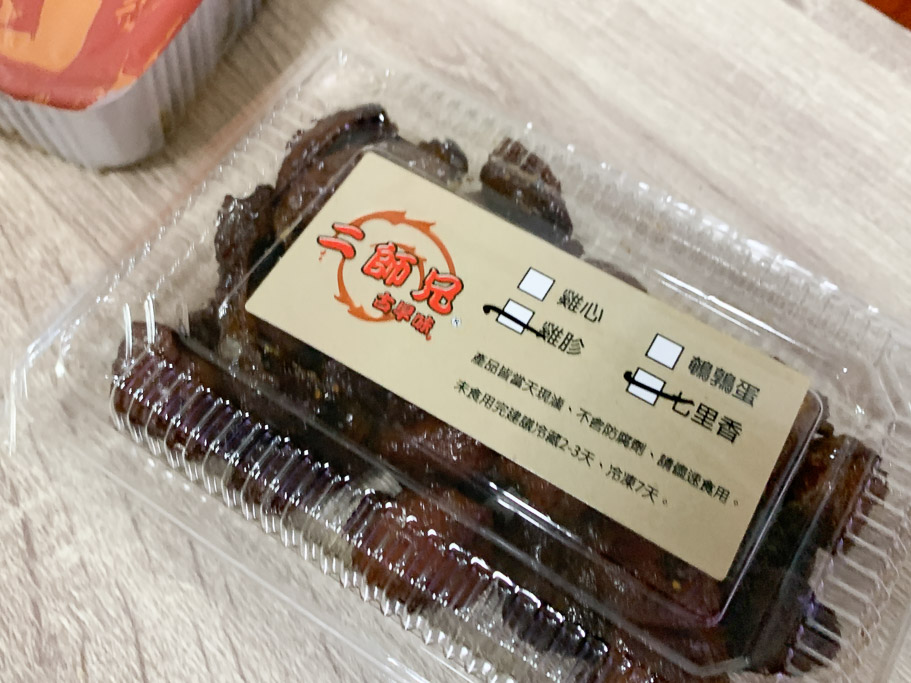 二師兄
古早味
雞心
雞胗
鵪鶉蛋
七里香
產品皆當天現滷、不含防腐劑、請儘速食用。
未食用完建議冷藏2-3天、冷凍7天。